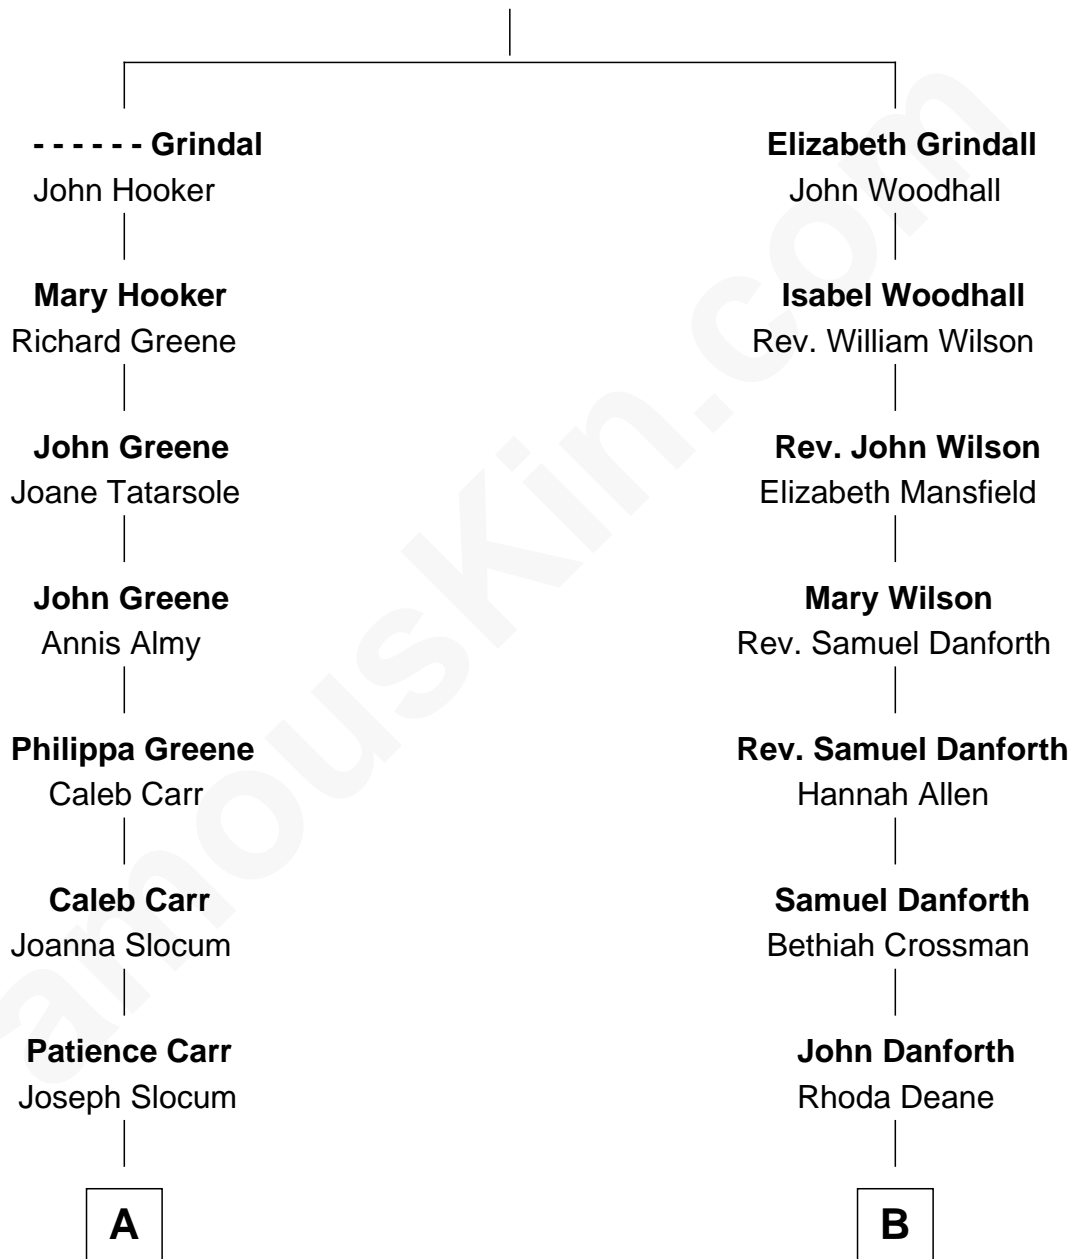 - - - - - - Grindal
John Hooker
Mary Hooker
Richard Greene
John Greene
Joane Tatarsole
John Greene
Annis Almy
Philippa Greene
Caleb Carr
Caleb Carr
Joanna Slocum
Patience Carr
Joseph Slocum
A
Elizabeth Grindall
John Woodhall
Isabel Woodhall
Rev. William Wilson
Rev. John Wilson
Elizabeth Mansfield
Mary Wilson
Rev. Samuel Danforth
Rev. Samuel Danforth
Hannah Allen
Samuel Danforth
Bethiah Crossman
John Danforth
Rhoda Deane
B
amouskin.com